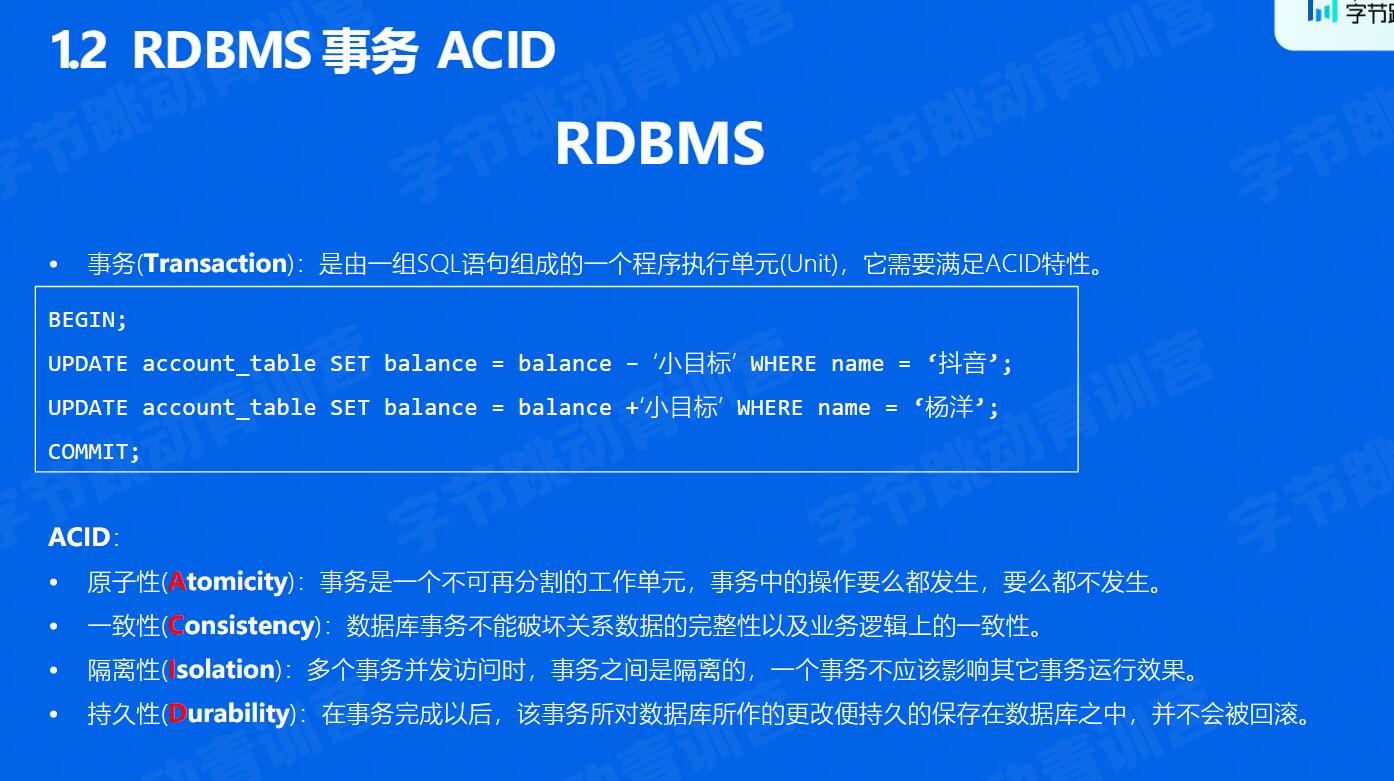 1.2 RDBMS 事务 ACID
字节跳
RDBMS
• 事务(Transaction)：是由一组SQL语句组成的一个程序执行单元(Unit)，它需要满足ACID特性。
BEGIN;
UPDATE account_table SET balance = balance – ‘小目标’ WHERE name = ‘抖音’;
UPDATE account_table SET balance = balance +‘小目标’ WHERE name = ‘杨洋’;
COMMIT;
ACID：
• 原子性(Atomicity)：事务是一个不可再分割的工作单元，事务中的操作要么都发生，要么都不发生。
• 一致性(Consistency)：数据库事务不能破坏关系数据的完整性以及业务逻辑上的一致性。
• 隔离性(Isolation)：多个事务并发访问时，事务之间是隔离的，一个事务不应该影响其它事务运行效果。
• 持久性(Durability)：在事务完成以后，该事务所对数据库所作的更改便持久的保存在数据库之中，并不会被回滚。
字节跳动青训营